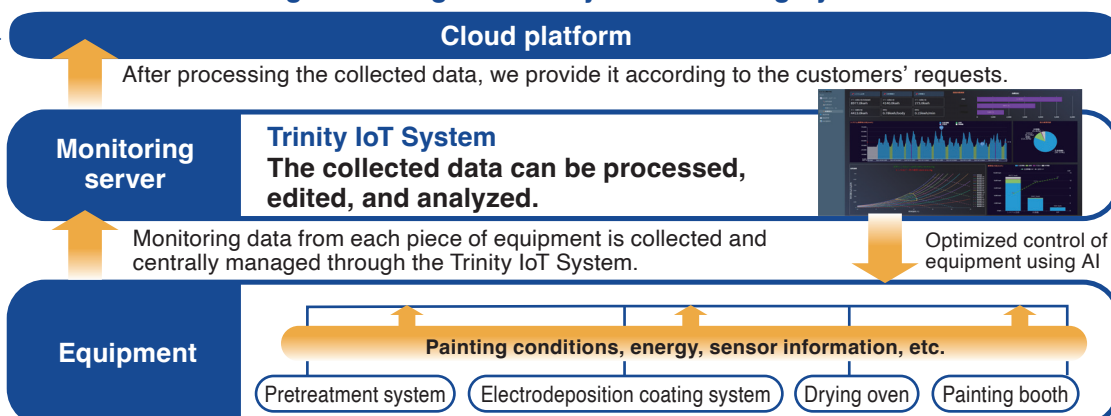 Cloud platform
After processing the collected data, we provide it according to the customers’ requests.
Monitoring
server
Trinity IoT System
The collected data can be processed,
edited, and analyzed.
Monitoring data from each piece of equipment is collected and
centrally managed through the Trinity IoT System.
Optimized control of
equipment using AI
Equipment
Painting conditions, energy, sensor information, etc.
Pretreatment system
Electrodeposition coating system
Drying oven
Painting booth